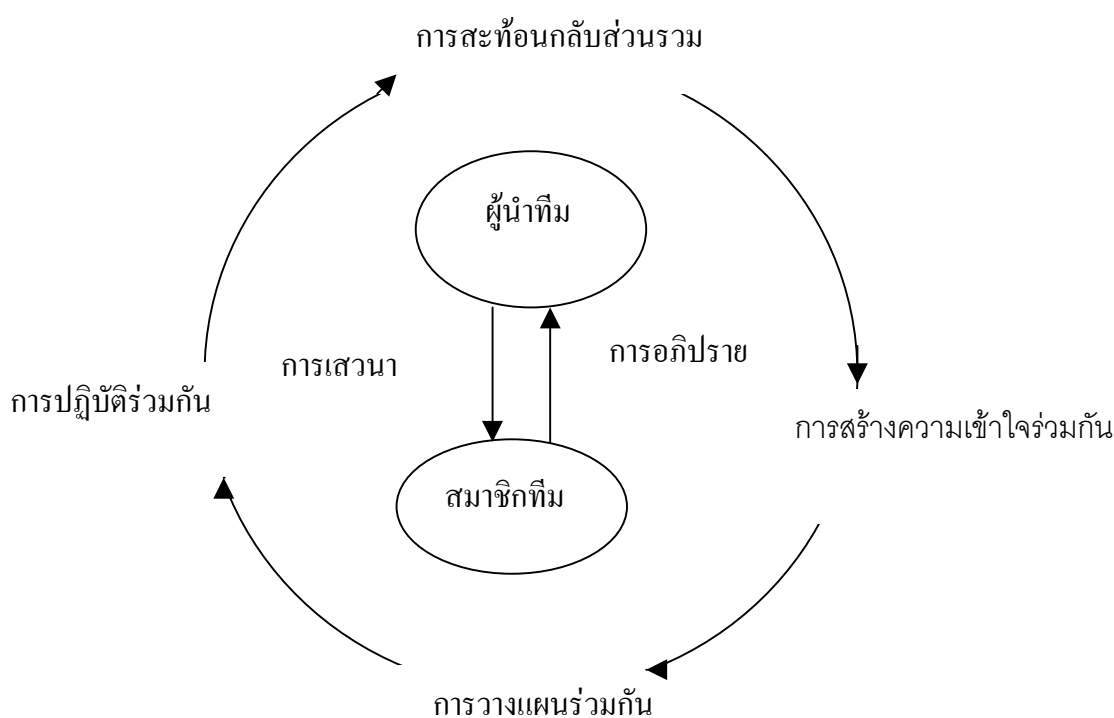 การสะท้อนกลับส่วนรวม
ผู้นำทีม
การเสวนา
การอภิปราย
การปฏิบัติร่วมกัน
การสร้างความเข้าใจร่วมกัน
สมาชิกทีม
การวางแผนร่วมกัน